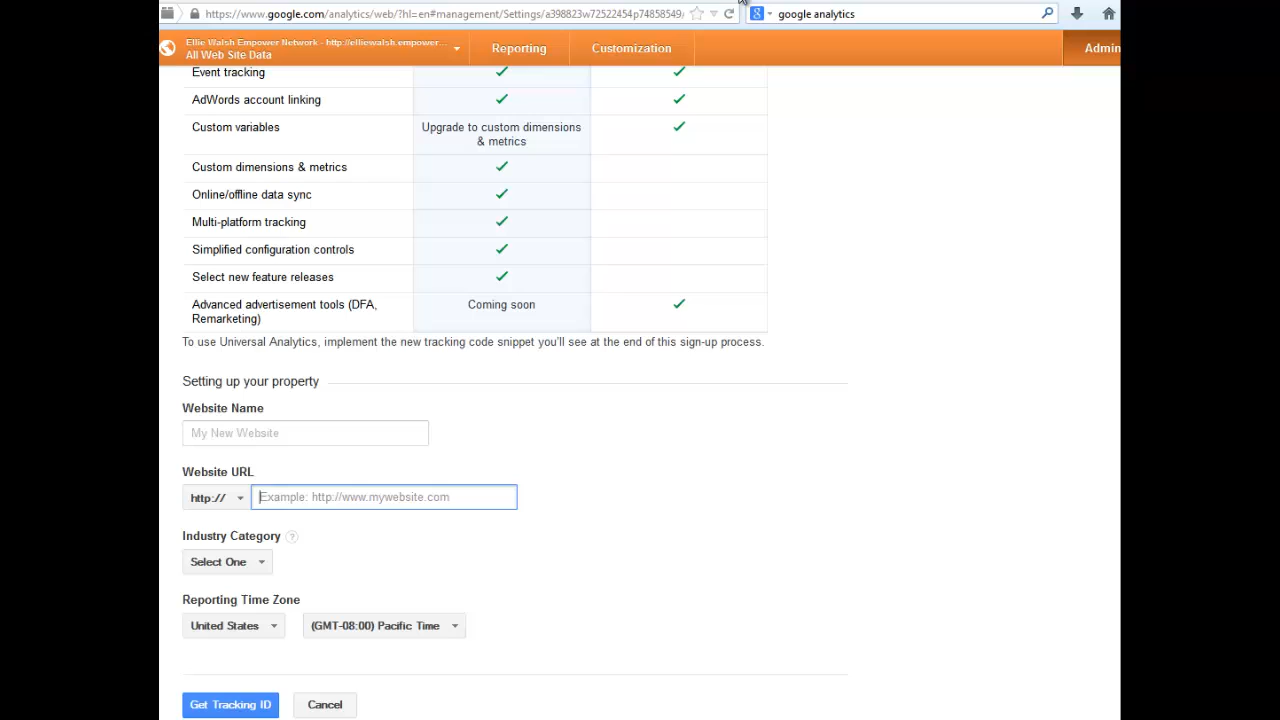 https://www.google.com/analytics/web/?hl=en#management/Settings/a398823w72522454p74858549/
google analytics
Ellie Walsh Empower Network - http://elliewalsh.empower...
All Web Site Data
Reporting
Customization
Admin
Event tracking
AdWords account linking
Custom variables
Upgrade to custom dimensions
& metrics
Custom dimensions & metrics
Online/offline data sync
Multi-platform tracking
Simplified configuration controls
Select new feature releases
Advanced advertisement tools (DFA,
Remarketing)
Coming soon
To use Universal Analytics, implement the new tracking code snippet you'll see at the end of this sign-up process.
Setting up your property
Website Name
My New Website
Website URL
http://
Example: http://www.mywebsite.com
Industry Category ?
Select One
Reporting Time Zone
United States
(GMT-08:00) Pacific Time
Get Tracking ID
Cancel